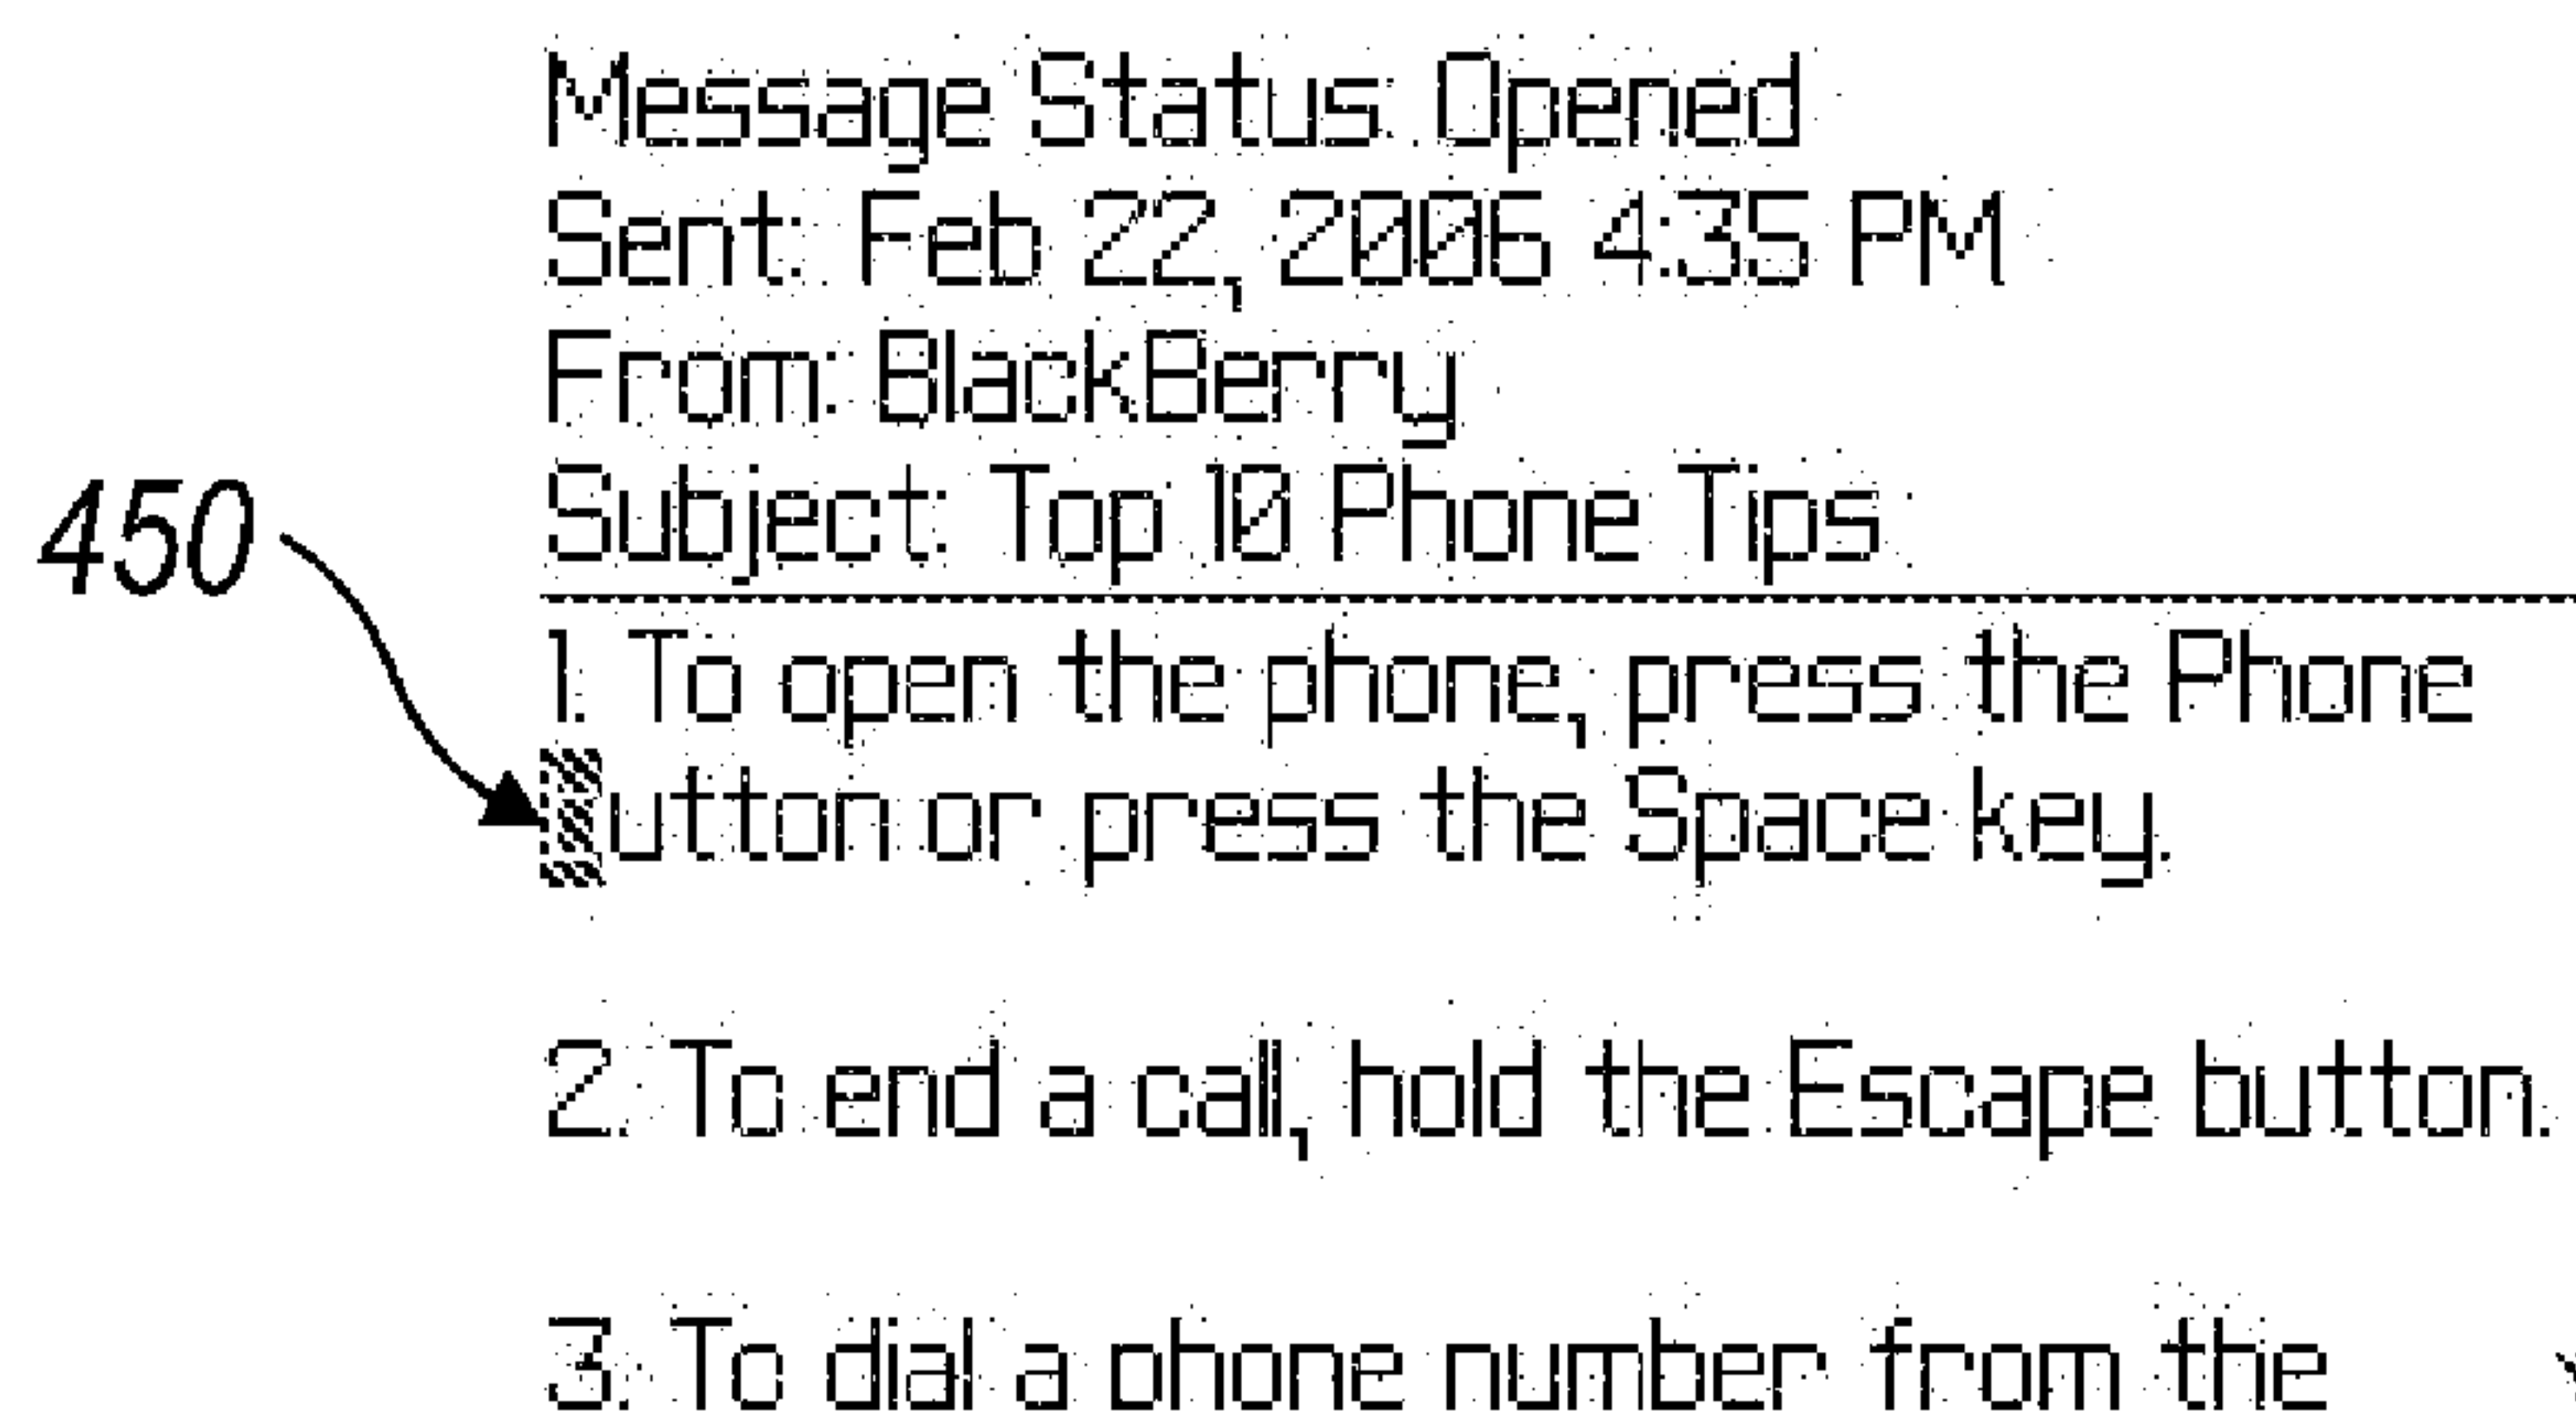 Message Status: Opened
Sent: Feb 22, 2006 4:35 PM
From: BlackBerry
Subject: Top 10 Phone Tips
450
1. To open the phone, press the Phone
utton or press the Space key.
2. To end a call, hold the Escape button.
3. To dial a phone number from the